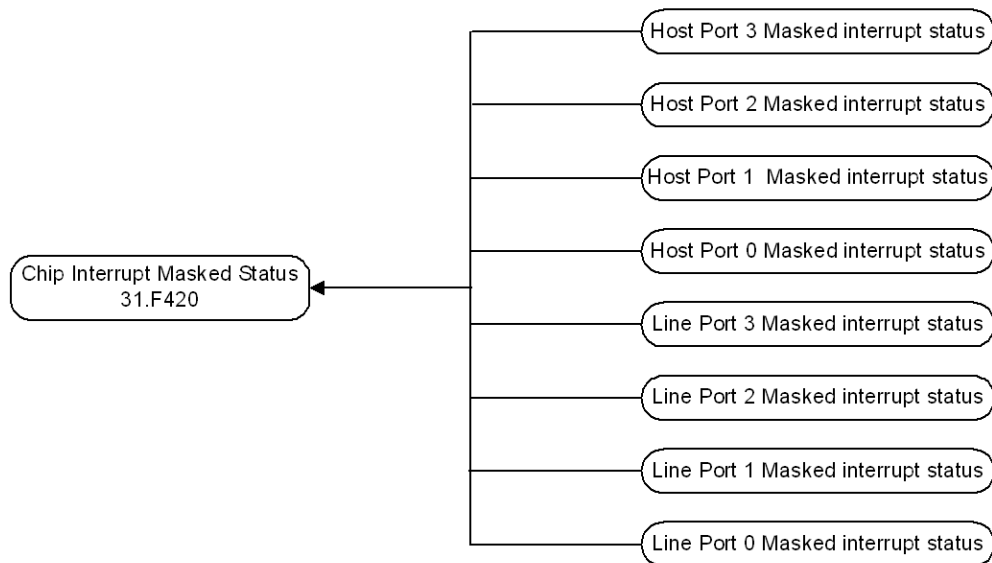 Host Port 3 Masked interrupt status
Host Port 2 Masked interrupt status
Host Port 1 Masked interrupt status
Host Port 0 Masked interrupt status
Chip Interrupt Masked Status
31.F420
Line Port 3 Masked interrupt status
Line Port 2 Masked interrupt status
Line Port 1 Masked interrupt status
Line Port 0 Masked interrupt status